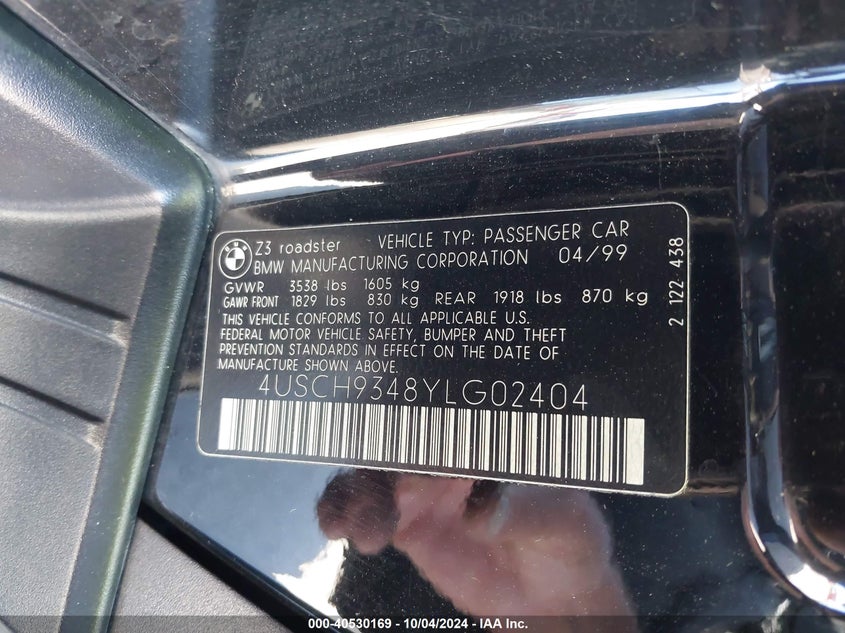 Z3 roadster VEHICLE TYP: PASSENGER CAR
BMW MANUFACTURING CORPORATION 04/99
GVWR 3538 lbs 1605 kg
GAWR FRONT 1829 lbs 830 kg REAR 1918 lbs 870 kg
THIS VEHICLE CONFORMS TO ALL APPLICABLE U.S.
FEDERAL MOTOR VEHICLE SAFETY, BUMPER AND THEFT
PREVENTION STANDARDS IN EFFECT ON THE DATE OF
MANUFACTURE SHOWN ABOVE.
4USCH9348YLG02404
2 122 438
000-40530169 - 10/04/2024 - IAA Inc.